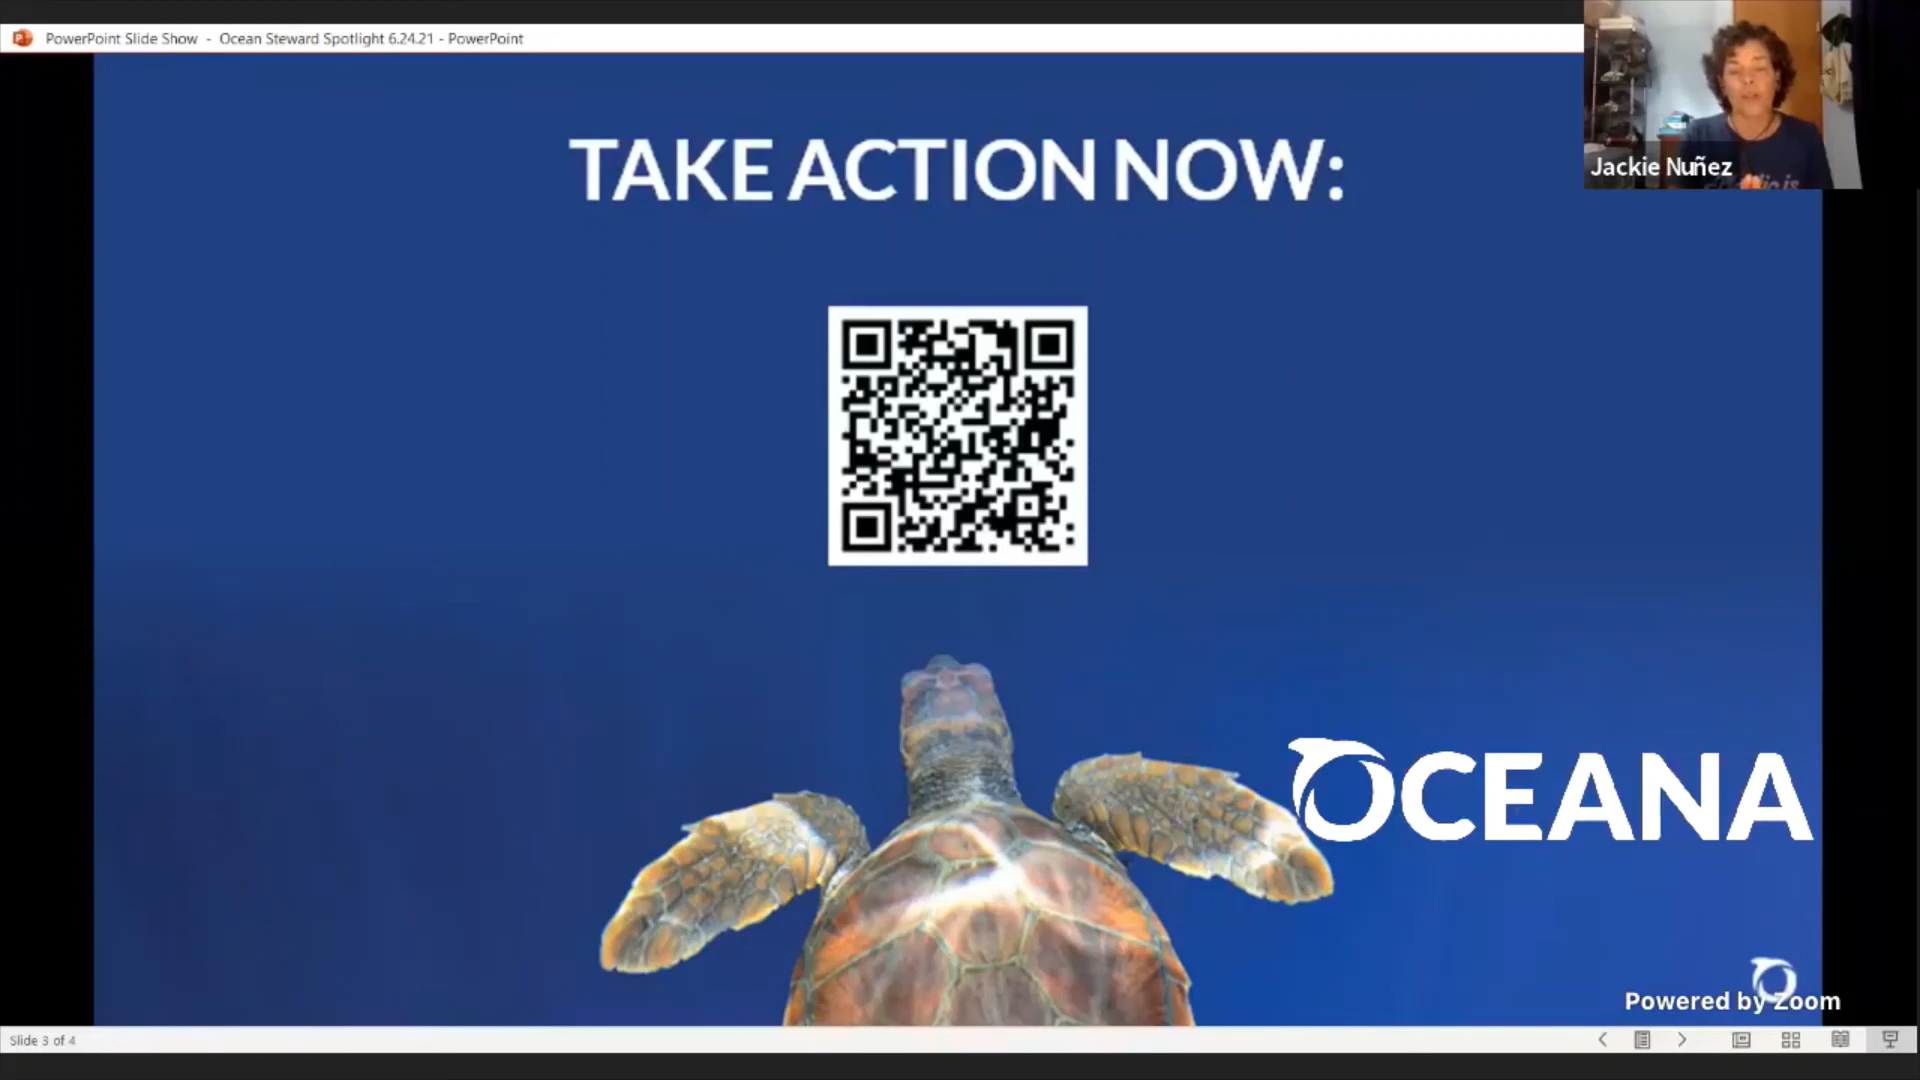 PowerPoint Slide Show - Ocean Steward Spotlight 6.24.21 - PowerPoint
Jackie Nuñez
TAKE ACTION NOW:
OCEANA
Powered by Zoom
Slide 3 of 4